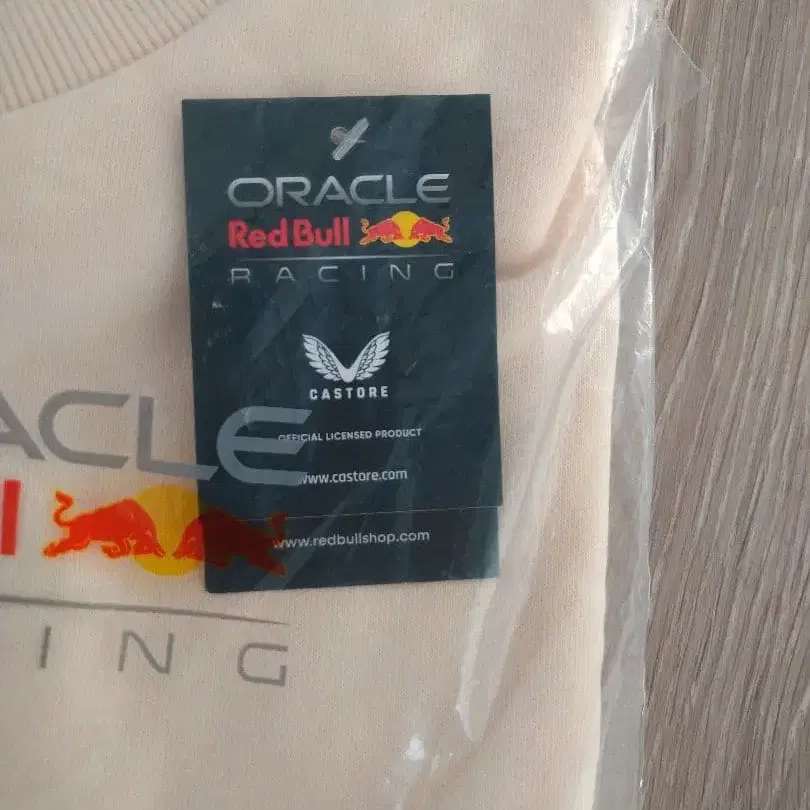 ORACLE
Red Bull
RACING
CASTORE
OFFICIAL LICENSED PRODUCT
www.castore.com
www.redbullshop.com
ACLE
l
ING